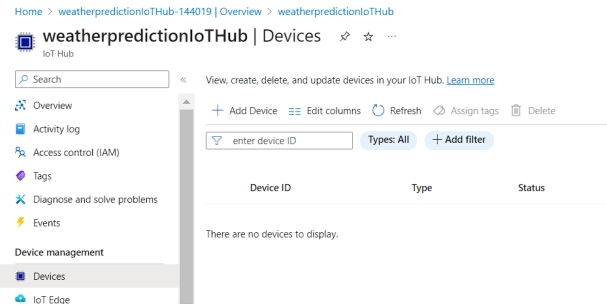 Home > weatherpredictionIoTHub-144019 | Overview > weatherpredictionIoTHub
weatherpredictionIoTHub | Devices
IoT Hub
Search
View, create, delete, and update devices in your IoT Hub. Learn more
Overview
Activity log
Access control (IAM)
Tags
Diagnose and solve problems
Events
Device management
Devices
IoT Edge
Add Device Edit columns Refresh Assign tags Delete
enter device ID Types: All Add filter
Device ID Type Status
There are no devices to display.